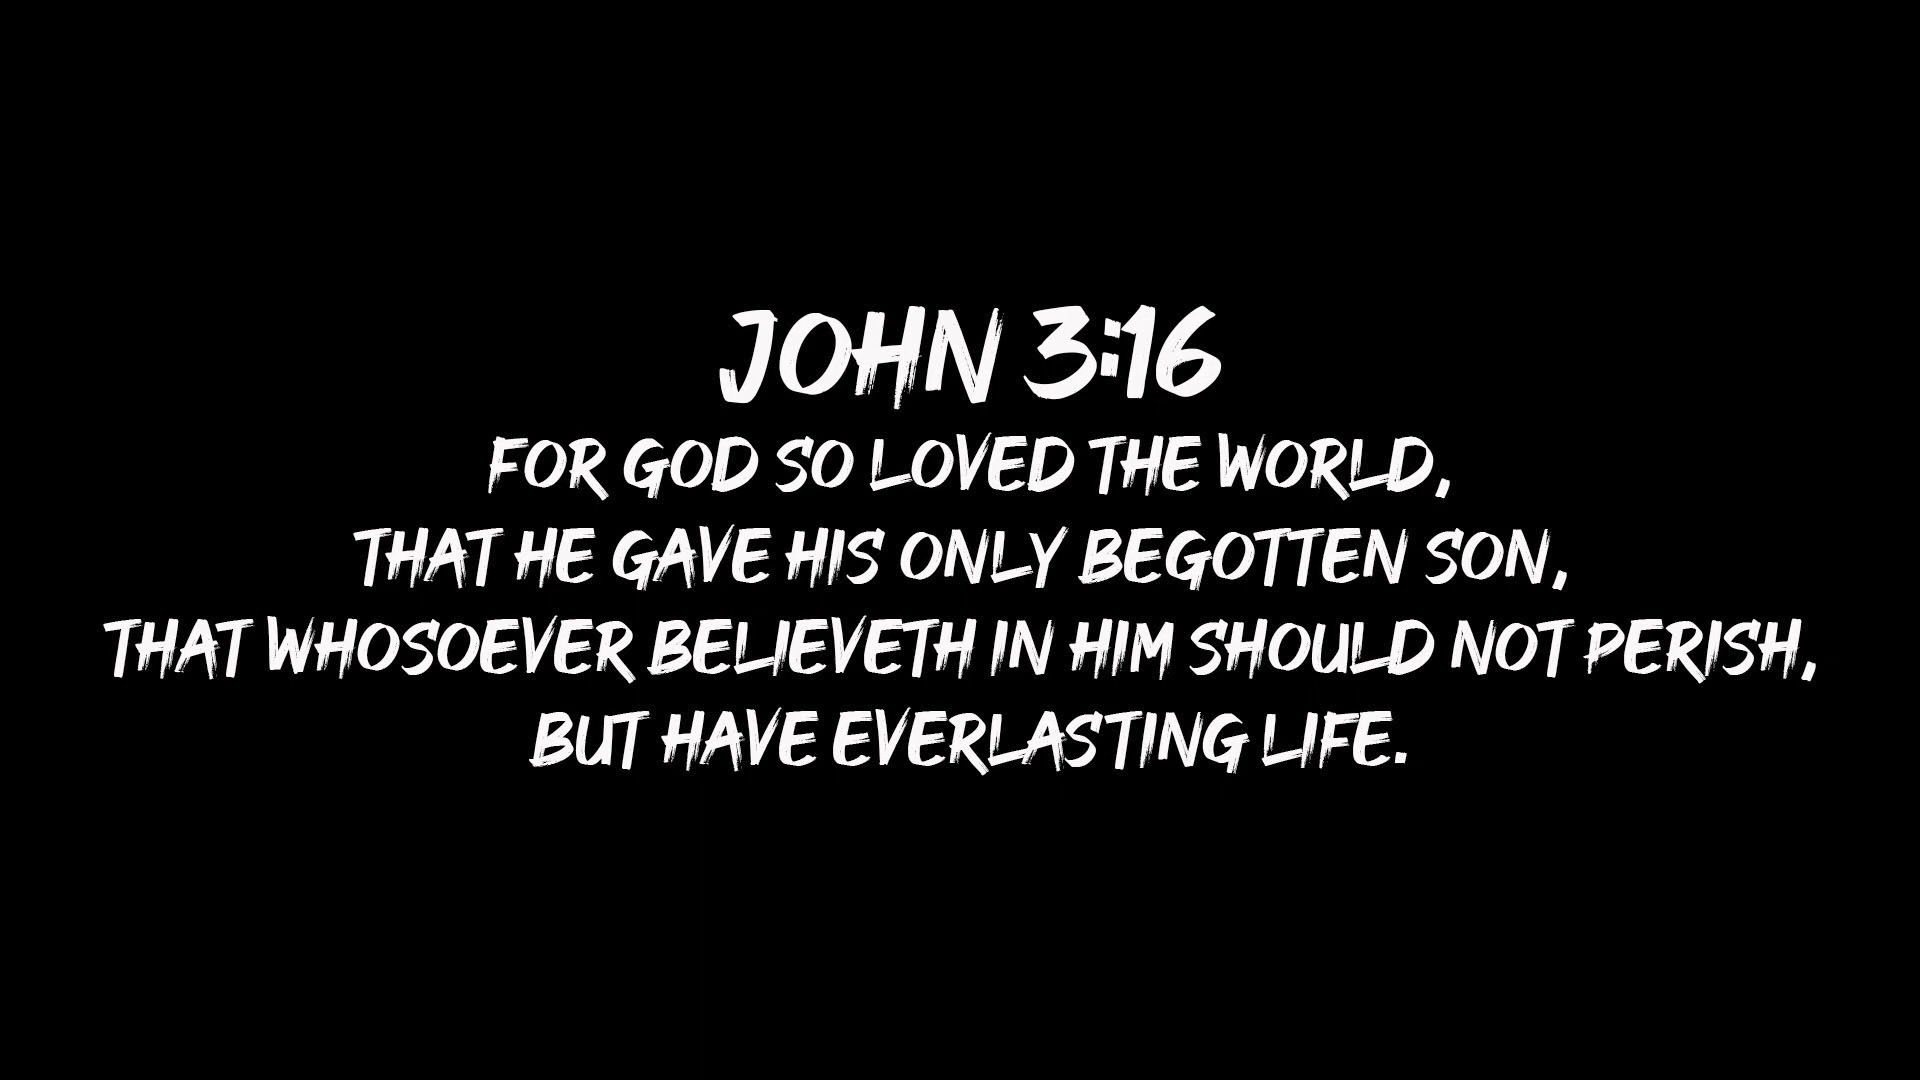 JOHN 3:16
FOR GOD SO LOVED THE WORLD,
THAT HE GAVE HIS ONLY BEGOTTEN SON,
THAT WHOSOEVER BELIEVETH IN HIM SHOULD NOT PERISH,
BUT HAVE EVERLASTING LIFE.